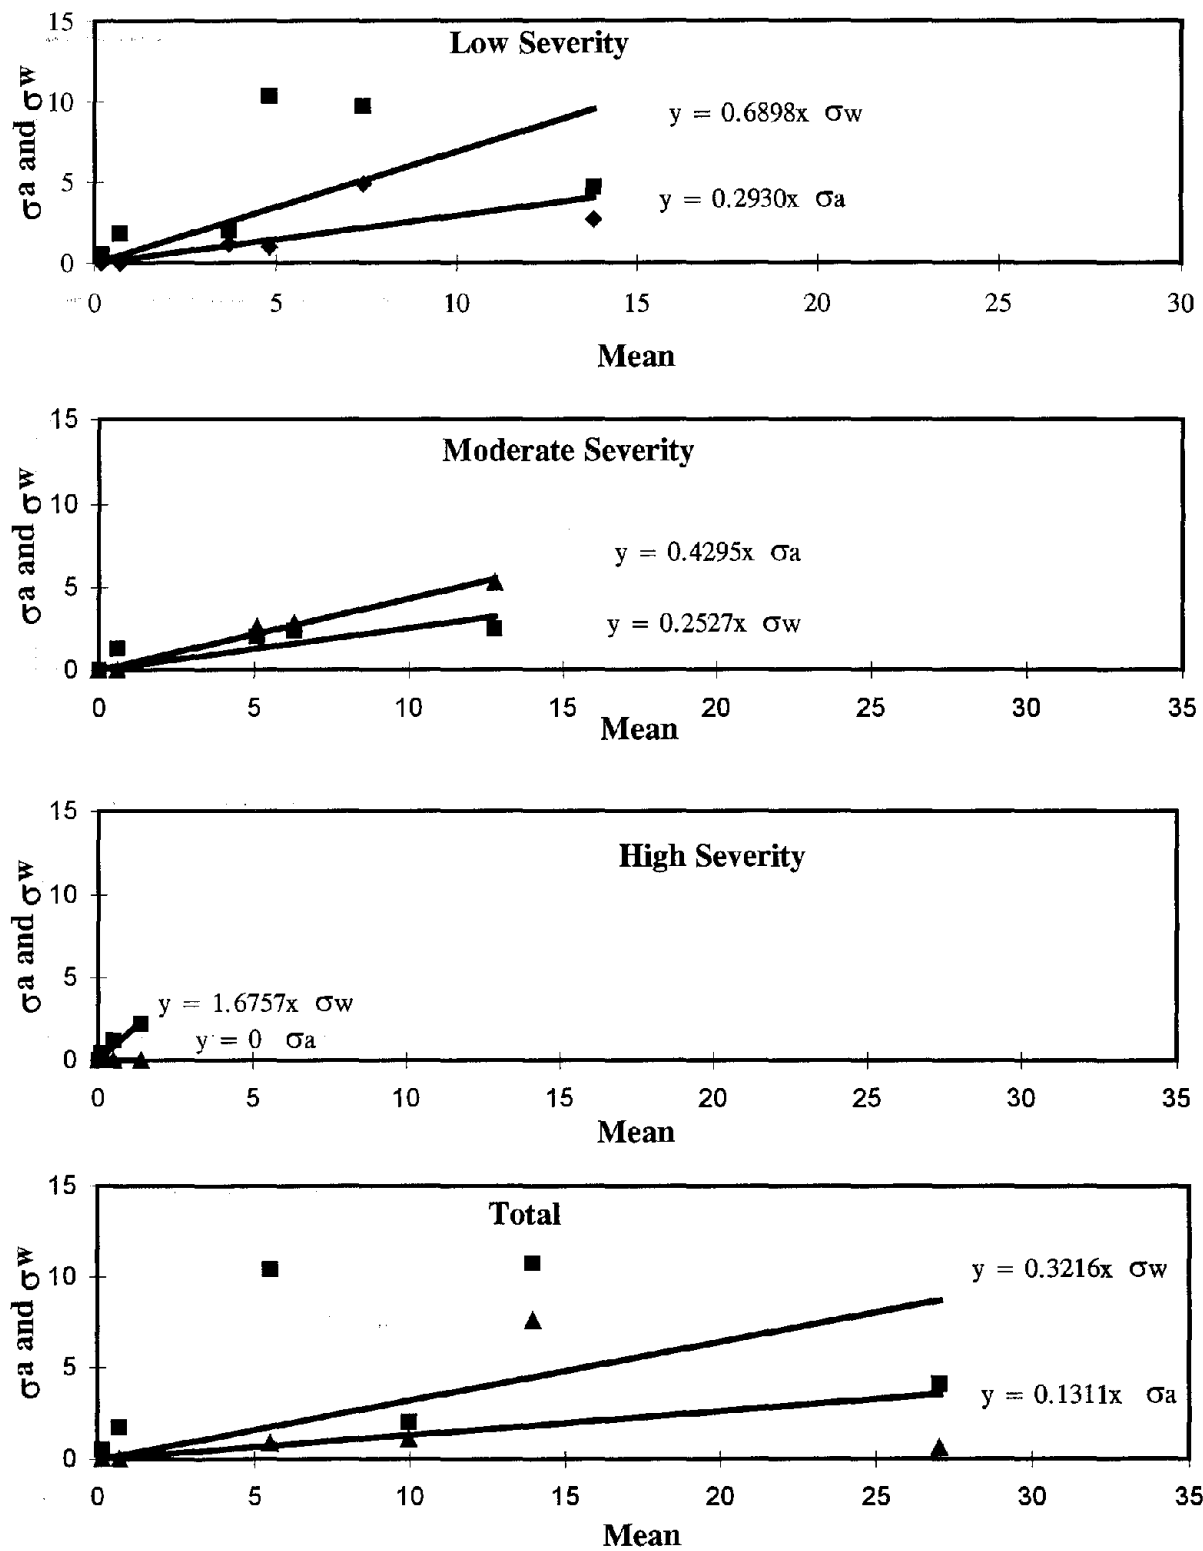 15
Low Severity
10
y = 0.6898x σw
5
y = 0.2930x σa
0
σa and σw
0 5 10 15 20 25 30
Mean
15
Moderate Severity
10
y = 0.4295x σa
5
y = 0.2527x σw
0
σa and σw
0 5 10 15 20 25 30 35
Mean
15
High Severity
10
5
y = 1.6757x σw
y = 0 σa
0
σa and σw
0 5 10 15 20 25 30 35
Mean
15
Total
10
y = 0.3216x σw
5
y = 0.1311x σa
0
σa and σw
0 5 10 15 20 25 30 35
Mean